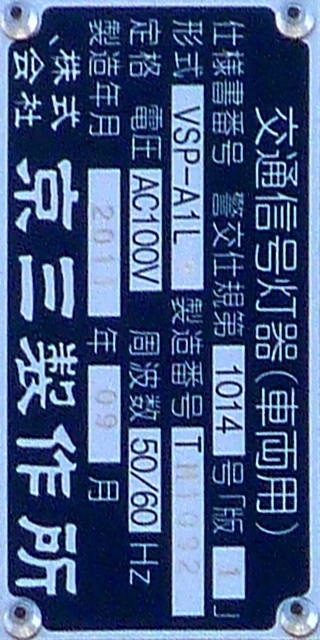 交通信号灯器(車両用)
仕様書番号 警交仕規第 1014 号「版 1」
形式 VSP-A1L 製造番号 T
定格 電圧 AC100V 周波数 50/60 Hz
製造年月 2011 年 09 月
株式会社 京三製作所